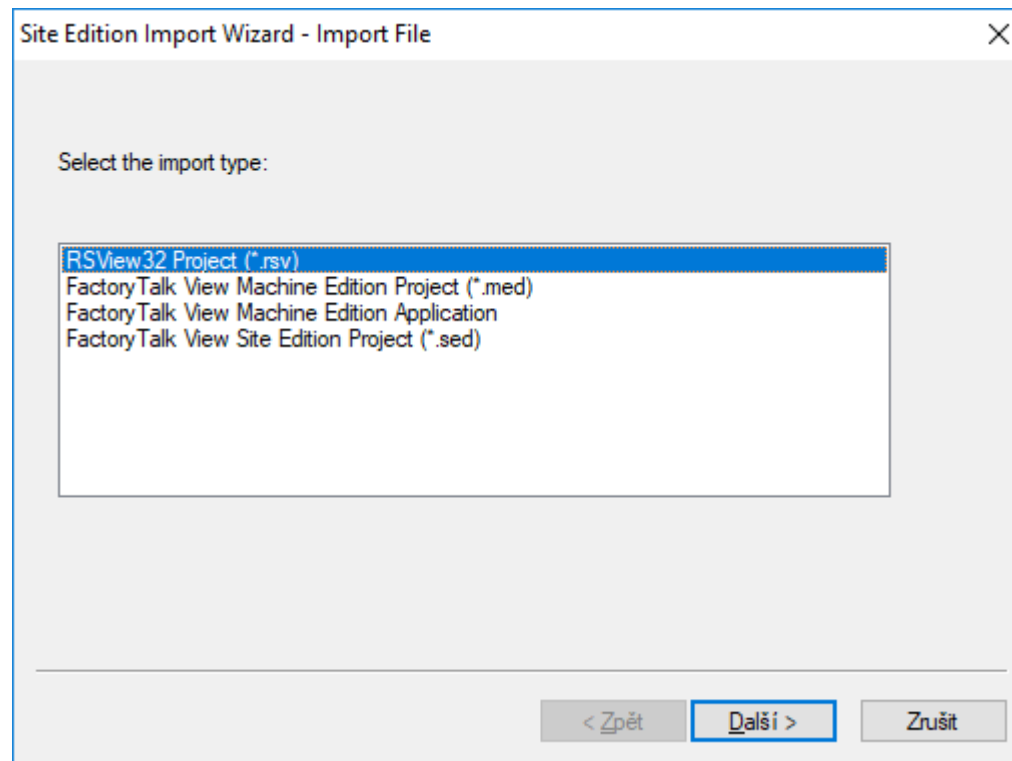 Site Edition Import Wizard - Import File
Select the import type:
RSView32 Project (*.rsv)
FactoryTalk View Machine Edition Project (*.med)
FactoryTalk View Machine Edition Application
FactoryTalk View Site Edition Project (*.sed)
< Zpět Další > Zrušit